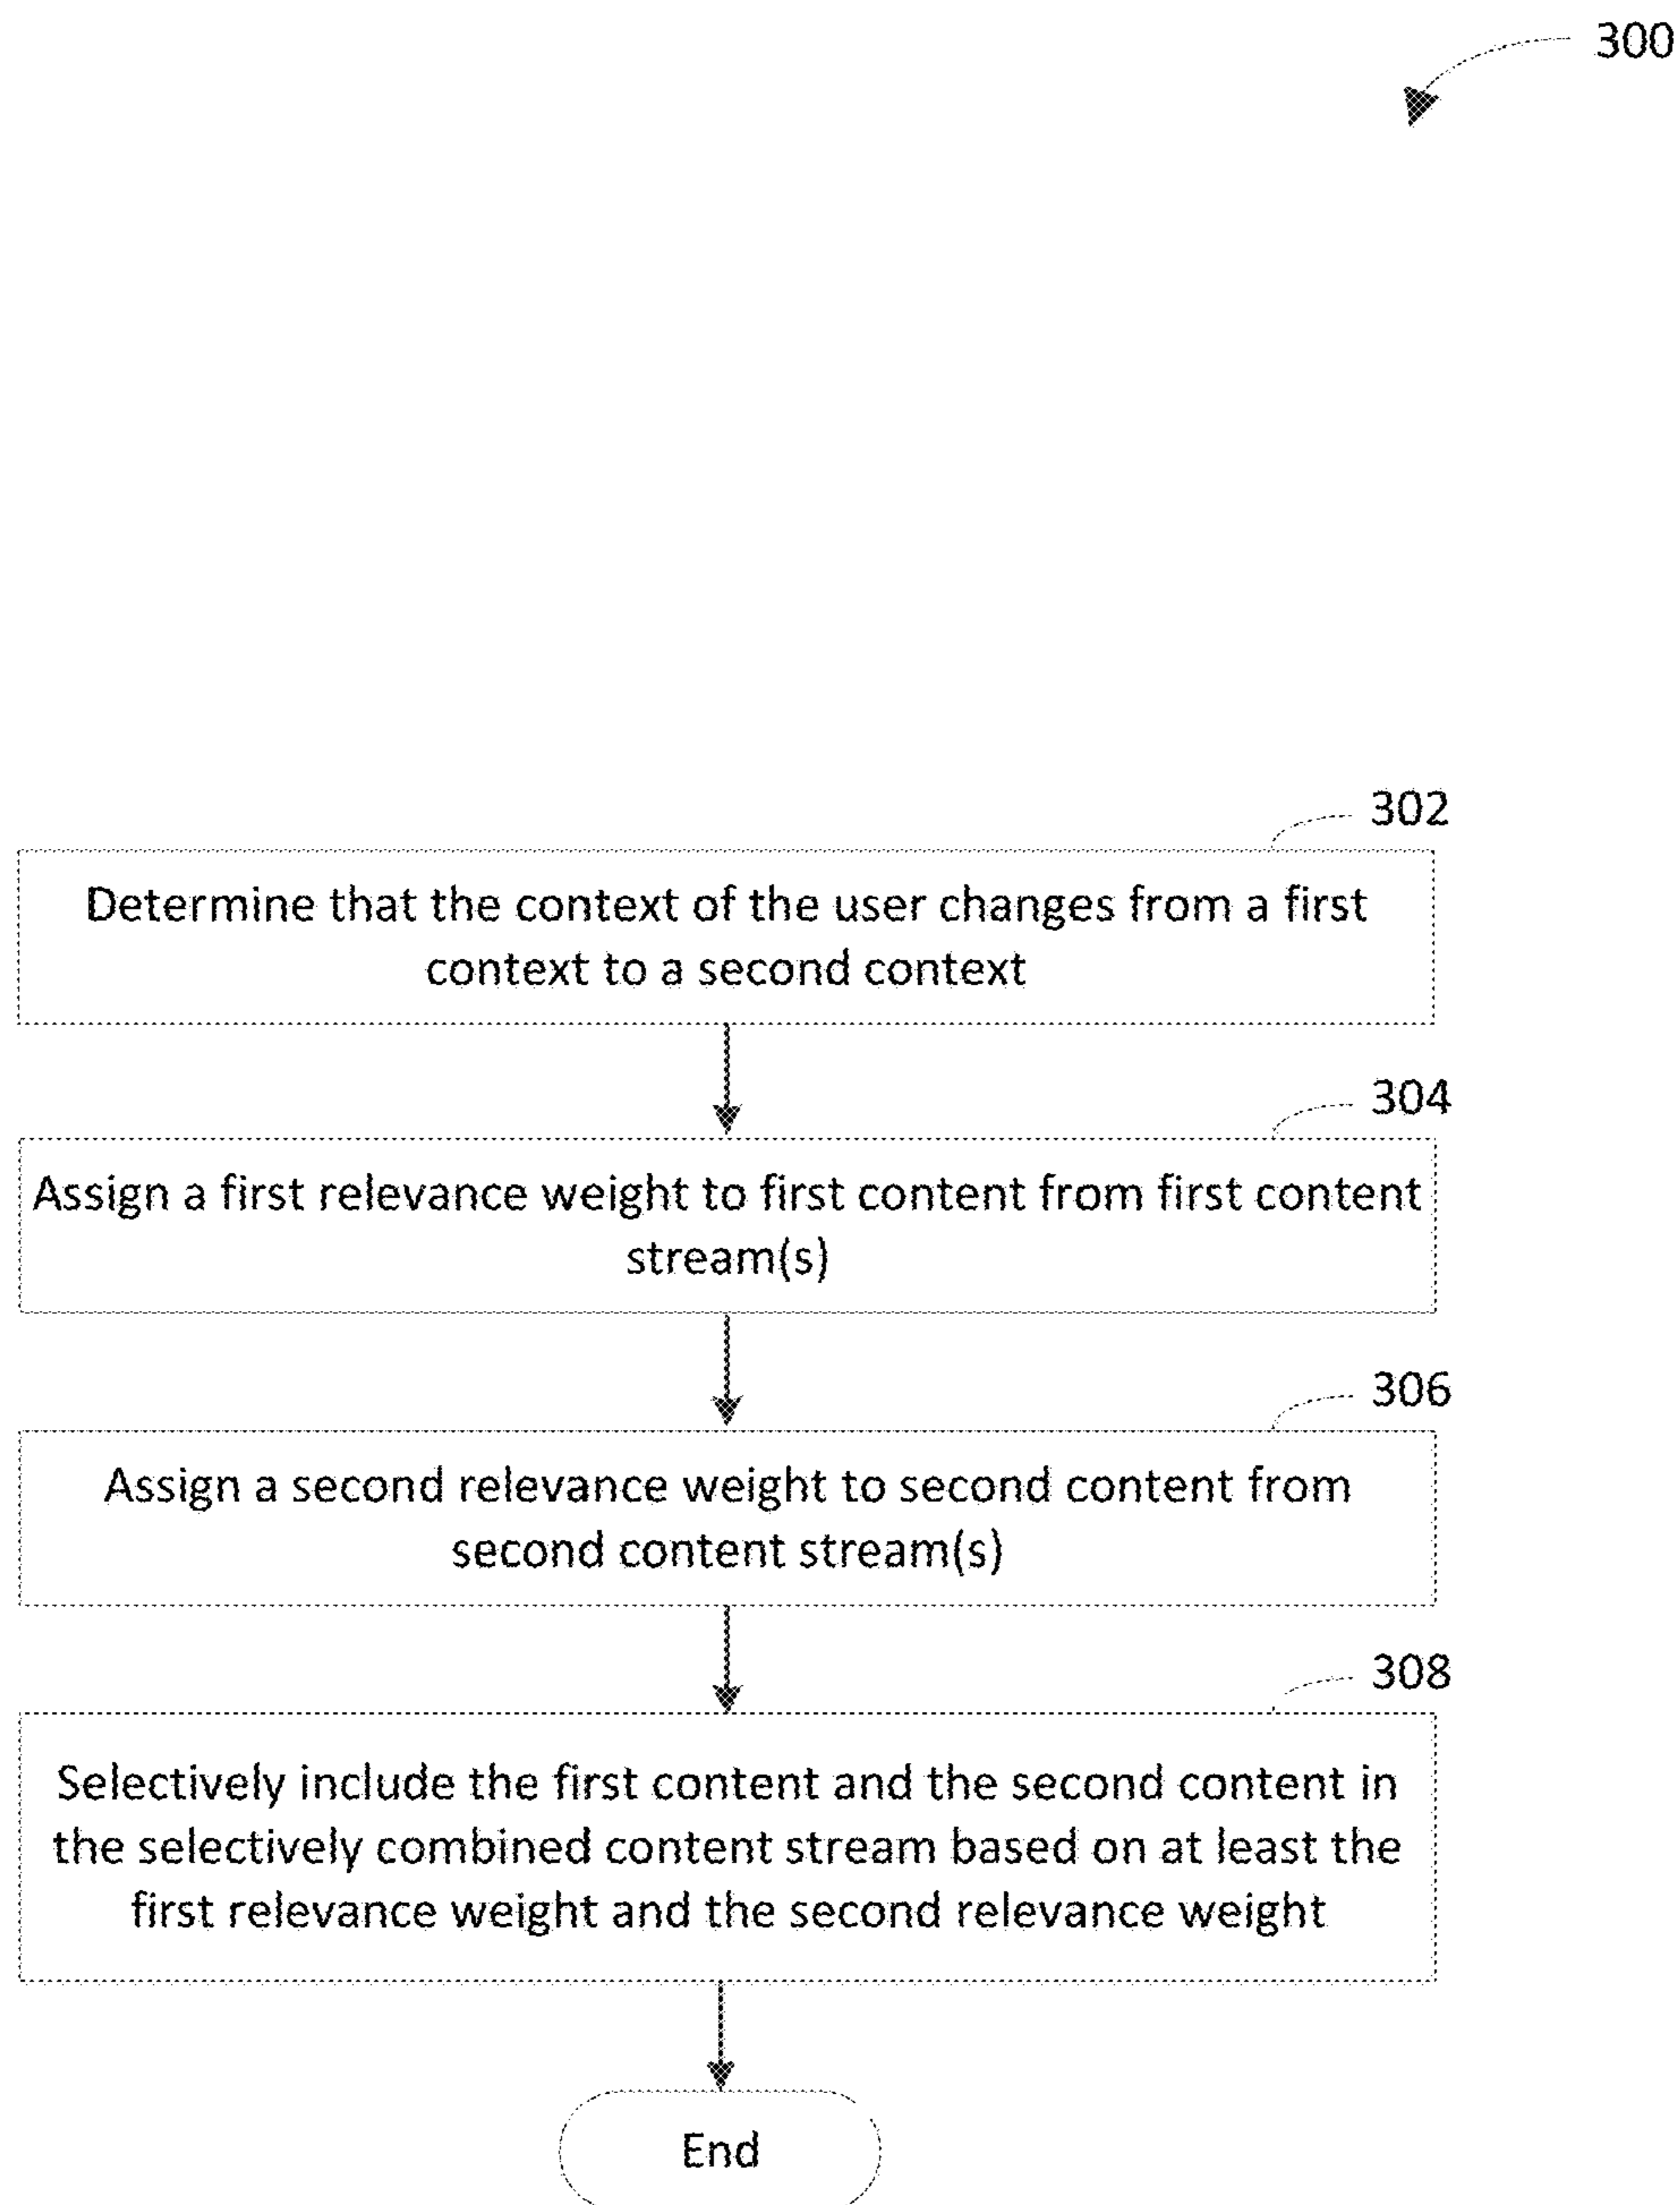 300
302
Determine that the context of the user changes from a first
context to a second context
304
Assign a first relevance weight to first content from first content
stream(s)
306
Assign a second relevance weight to second content from
second content stream(s)
308
Selectively include the first content and the second content in
the selectively combined content stream based on at least the
first relevance weight and the second relevance weight
End